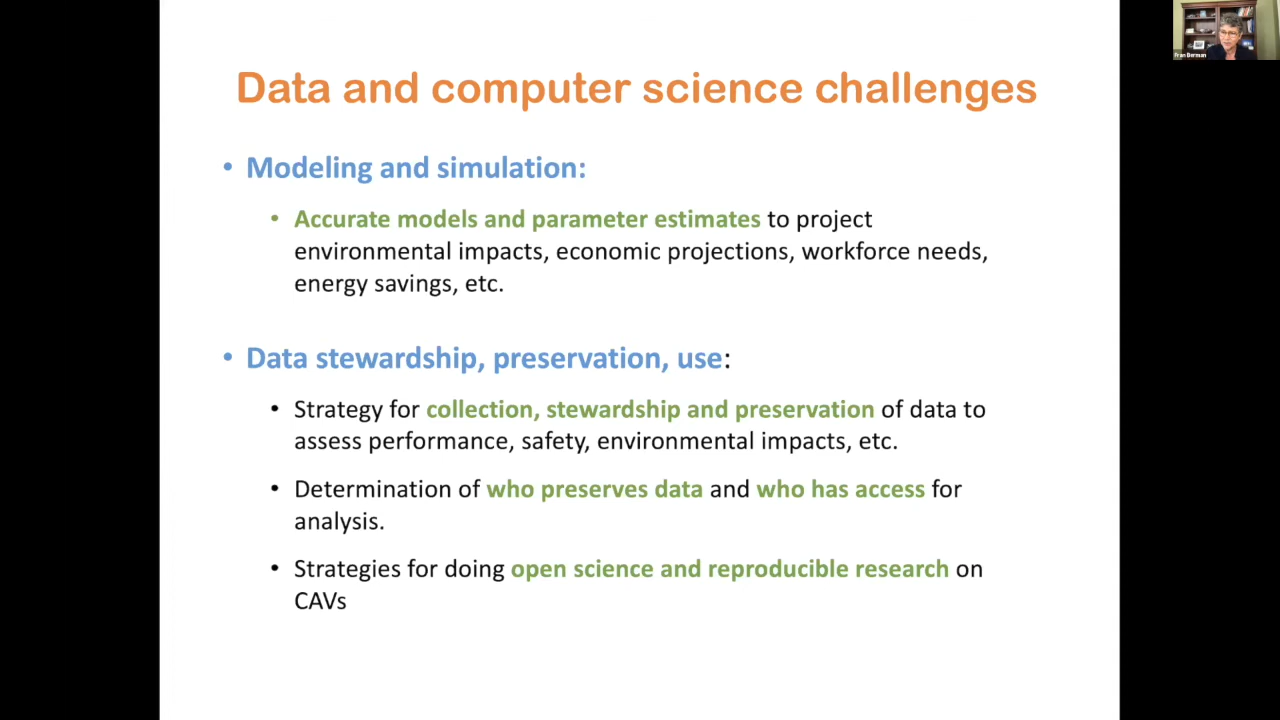 Fran Berman
Data and computer science challenges
• Modeling and simulation:
• Accurate models and parameter estimates to project
environmental impacts, economic projections, workforce needs,
energy savings, etc.
• Data stewardship, preservation, use:
• Strategy for collection, stewardship and preservation of data to
assess performance, safety, environmental impacts, etc.
• Determination of who preserves data and who has access for
analysis.
• Strategies for doing open science and reproducible research on
CAVs